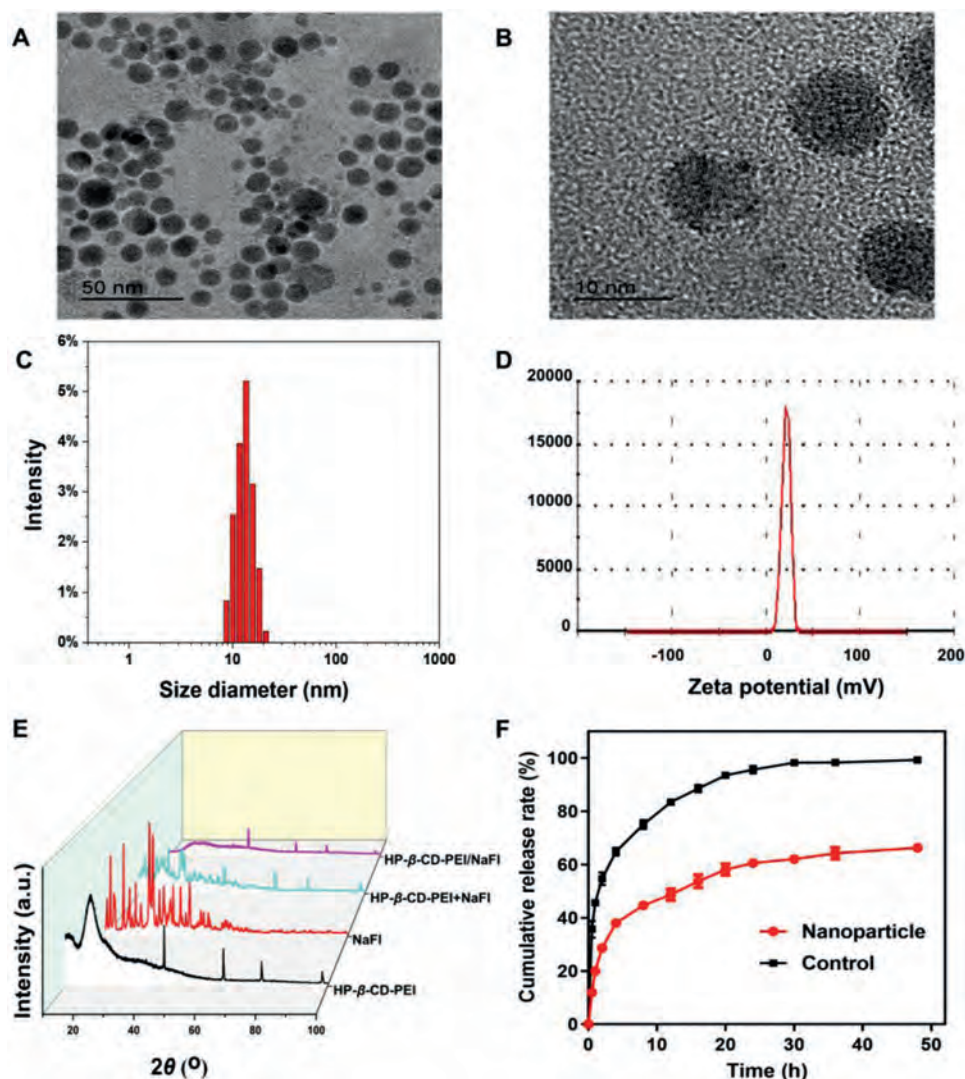 A
50 nm
B
10 nm
C
6%
5%
4%
3%
2%
1%
0%
Intensity
1
10
100
1000
Size diameter (nm)
D
20000
15000
10000
5000
0
-100
0
100
200
Zeta potential (mV)
E
Intensity (a.u.)
HP-β-CD-PEI/NaFI
HP-β-CD-PEI+NaFI
NaFI
HP-β-CD-PEI
20
40
60
80
100
2θ (O)
F
Cumulative release rate (%)
100
80
60
40
20
0
Nanoparticle
Control
0
10
20
30
40
50
Time (h)